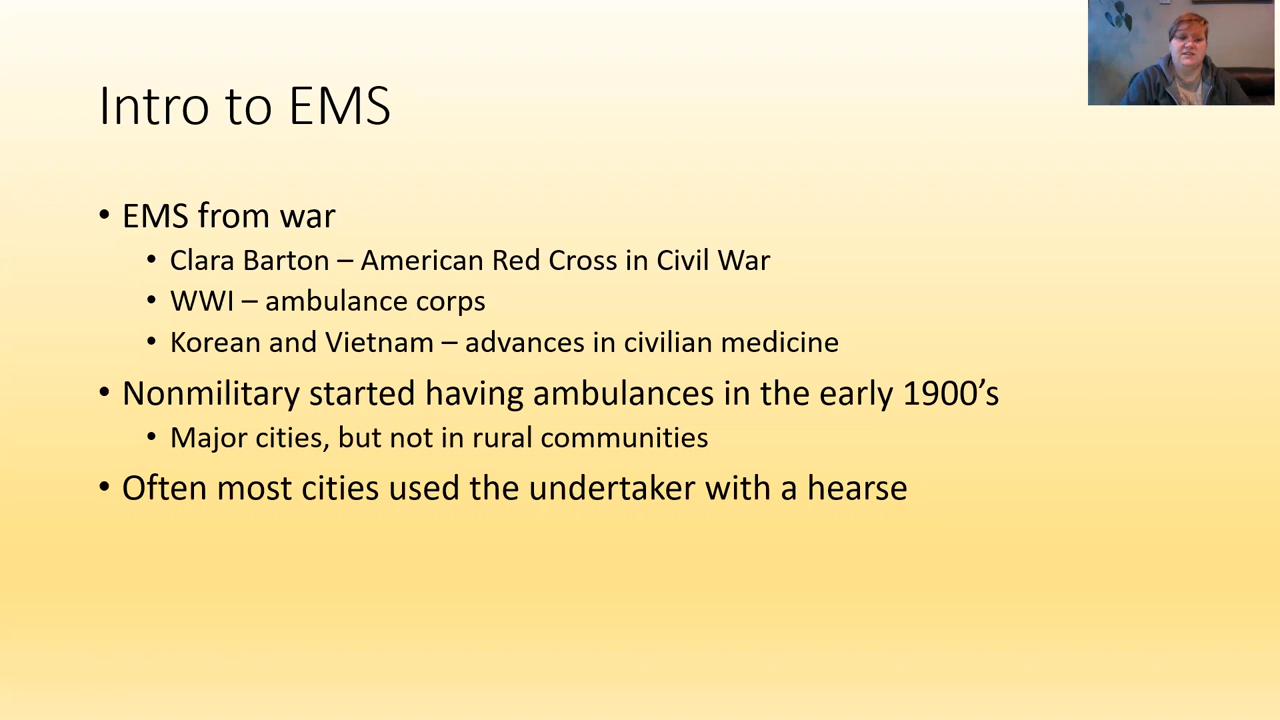 Intro to EMS
• EMS from war
• Clara Barton – American Red Cross in Civil War
• WWI – ambulance corps
• Korean and Vietnam – advances in civilian medicine
• Nonmilitary started having ambulances in the early 1900’s
• Major cities, but not in rural communities
• Often most cities used the undertaker with a hearse